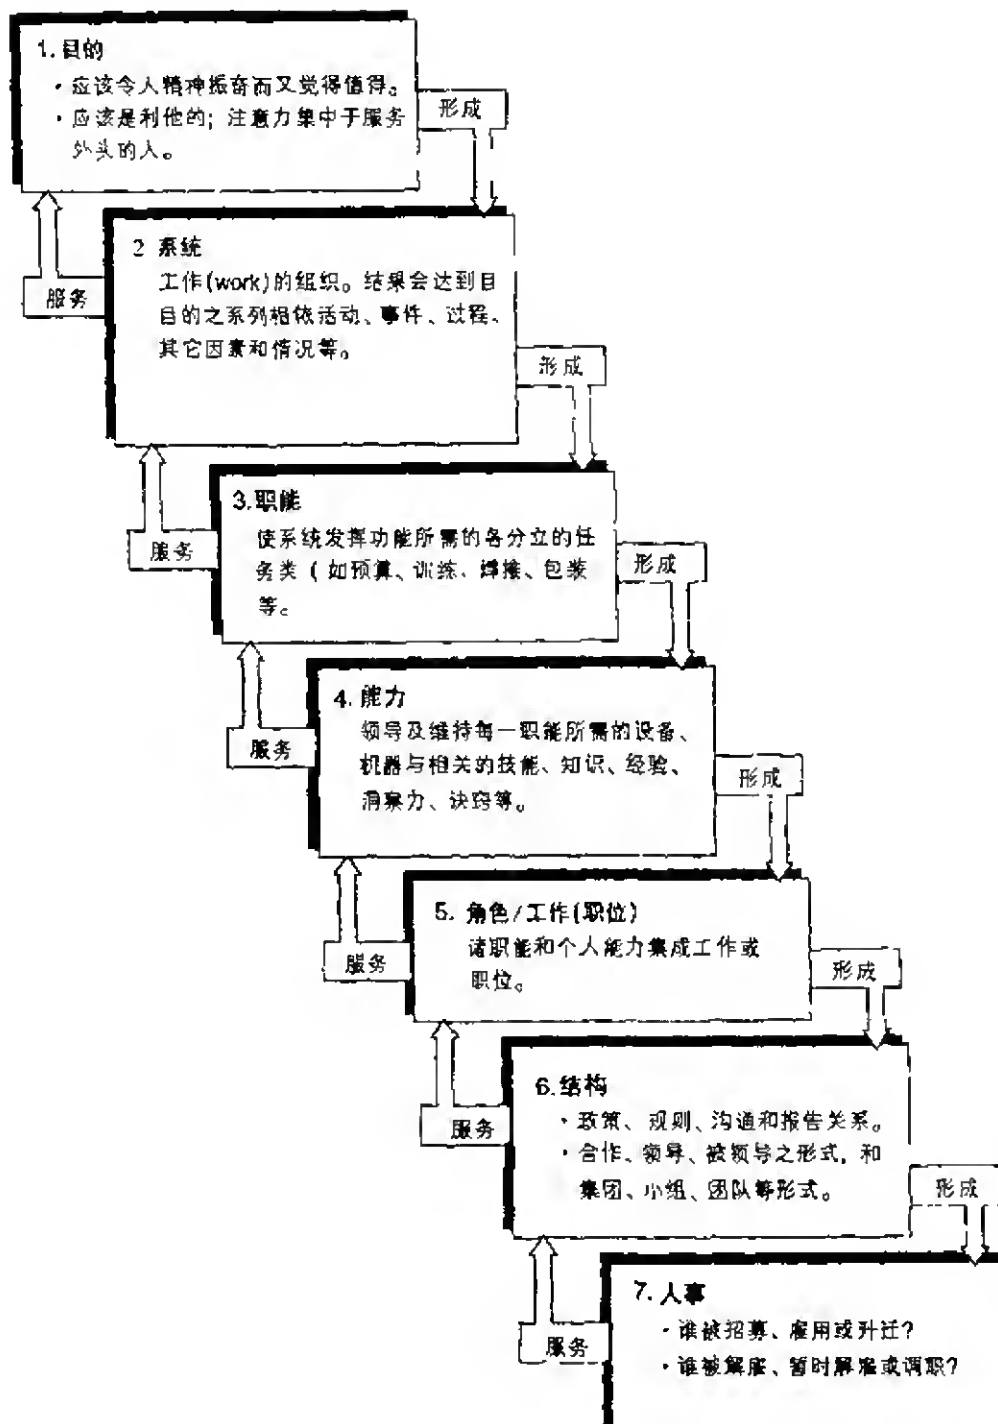 1. 目的
· 应该令人精神振奋而又觉得值得。
· 应该是利他的；注意力集中于服务
外头的人。
形成
服务
2 系统
工作(work)的组织。结果会达到目
目的之系列相依活动、事件、过程、
其它因素和情况等。
形成
服务
3. 职能
使系统发挥功能所需的各分立的任
务类（如预算、训练、焊接、包装
等。
形成
服务
4. 能力
领导及维持每一职能所需的设备、
机器与相关的技能、知识、经验、
洞察力、诀窍等。
形成
服务
5. 角色/工作(职位)
诸职能和个人能力集成工作或
职位。
形成
服务
6. 结构
· 政策、规则、沟通和报告关系。
· 合作、领导、被领导之形式，和
集团、小组、团队等形式。
形成
服务
7. 人事
· 谁被招募、雇用或升迁？
· 谁被解雇、暂时解雇或调职？